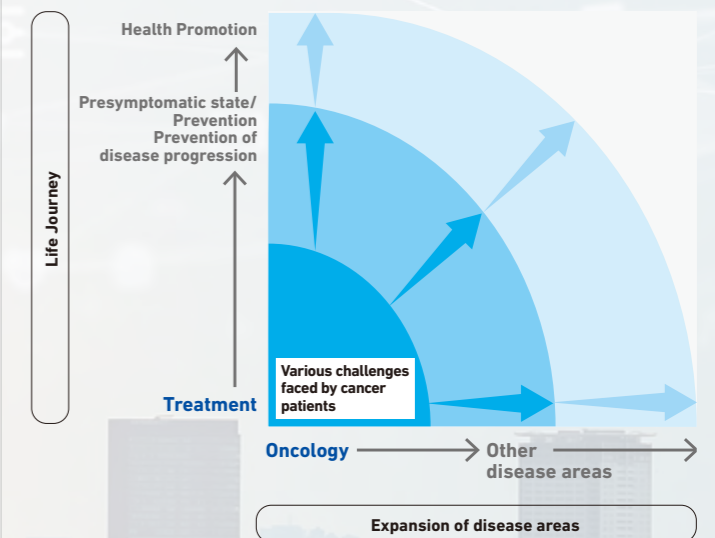 Health Promotion
Presymptomatic state/
Prevention
Prevention of
disease progression
Life Journey
Various challenges
faced by cancer
patients
Treatment
Oncology
Other
disease areas
Expansion of disease areas